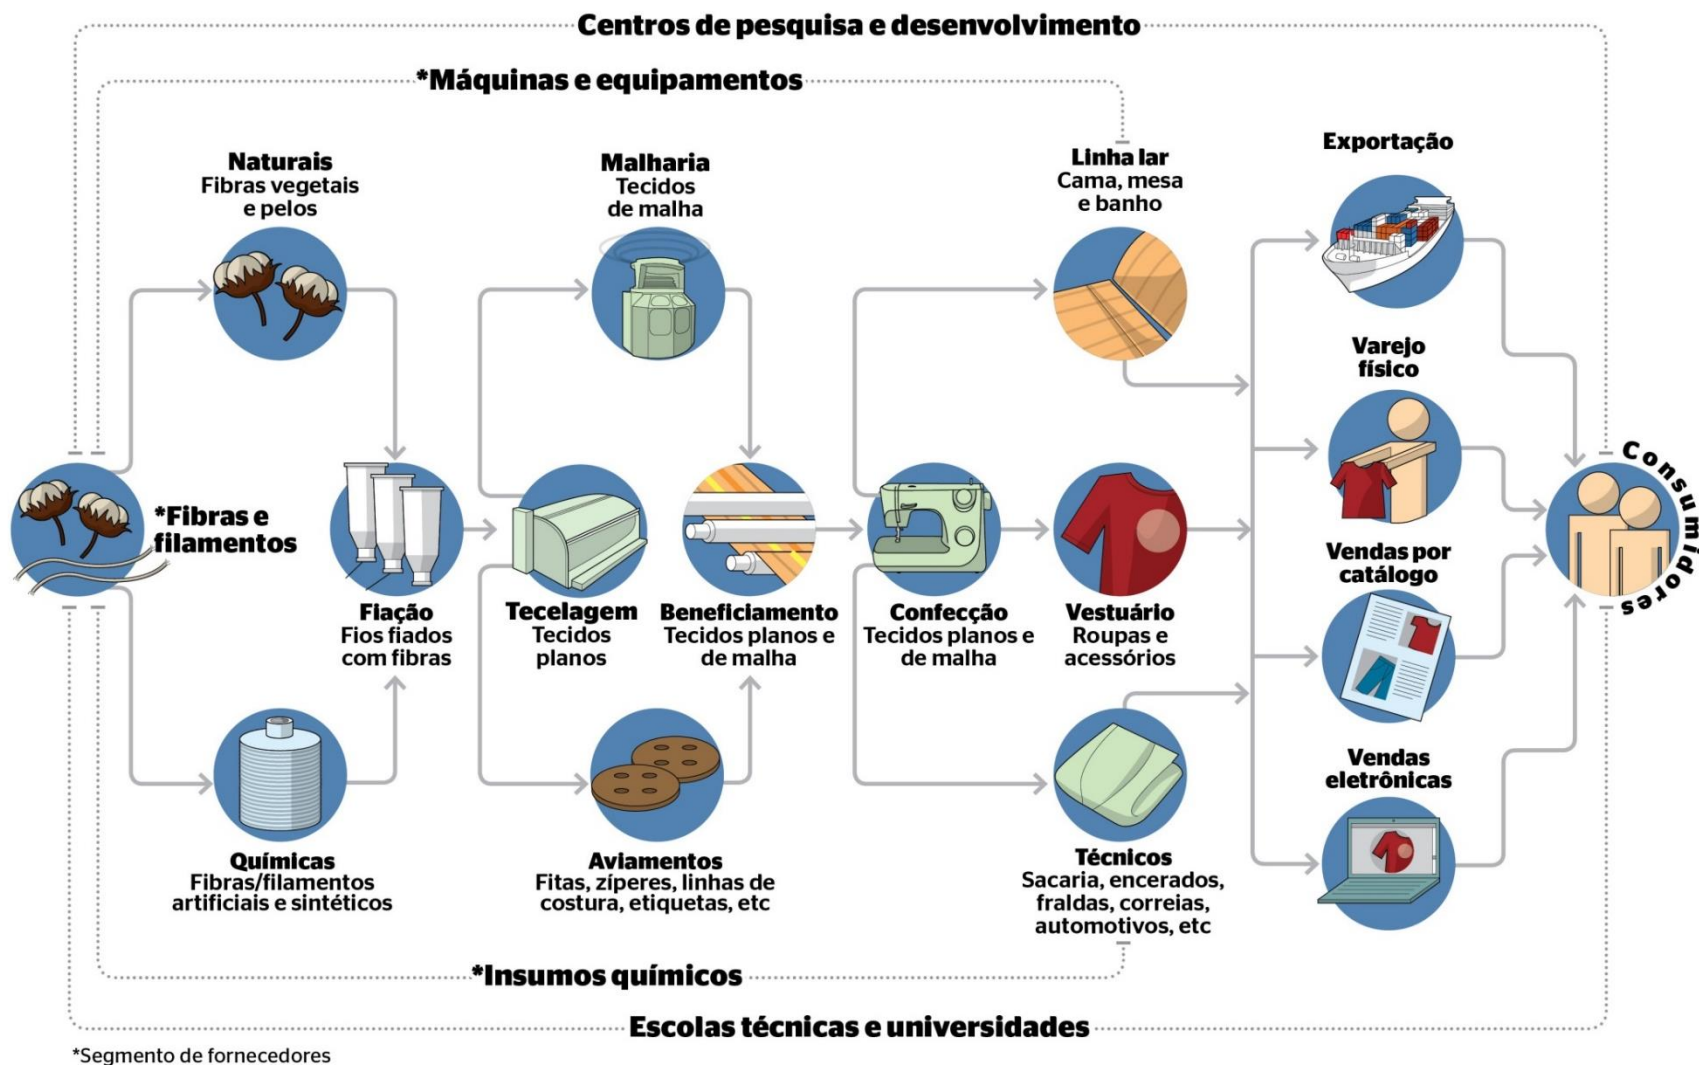 Centros de pesquisa e desenvolvimento
*Máquinas e equipamentos
Naturais
Fibras vegetais
e pelos
Malharia
Tecidos
de malha
Linha lar
Cama, mesa
e banho
Exportação
Varejo
físico
*Fibras e
filamentos
Fiação
Fios fiados
com fibras
Tecelagem
Tecidos
planos
Beneficiamento
Tecidos planos e
de malha
Confecção
Tecidos planos e
de malha
Vestuário
Roupas e
acessórios
Vendas por
catálogo
Consumidores
Químicas
Fibras/filamentos
artificiais e sintéticos
Aviamentos
Fitas, zíperes, linhas de
costura, etiquetas, etc
Técnicos
Sacaria, encerados,
fraldas, correias,
automotivos, etc
Vendas
eletrônicas
*Insumos químicos
Escolas técnicas e universidades
*Segmento de fornecedores